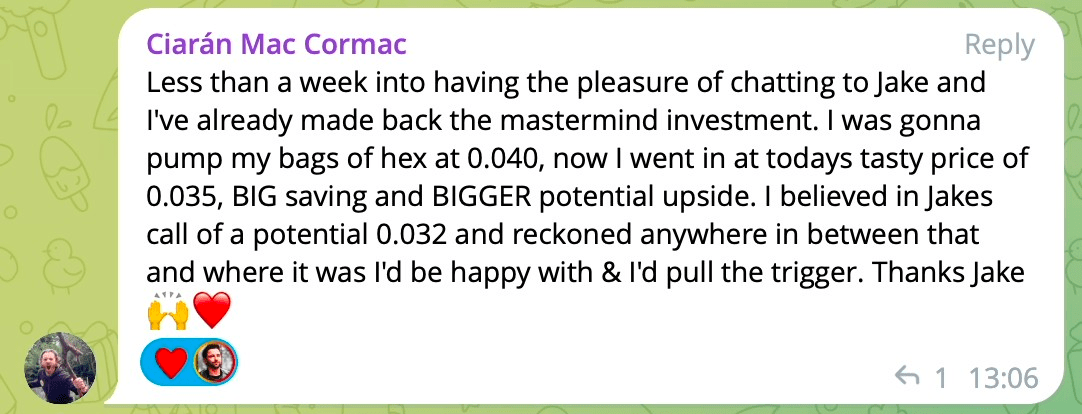 Ciarán Mac Cormac
Reply
Less than a week into having the pleasure of chatting to Jake and
I've already made back the mastermind investment. I was gonna
pump my bags of hex at 0.040, now I went in at todays tasty price of
0.035, BIG saving and BIGGER potential upside. I believed in Jakes
call of a potential 0.032 and reckoned anywhere in between that
and where it was I'd be happy with & I'd pull the trigger. Thanks Jake
🙌❤️
1 13:06